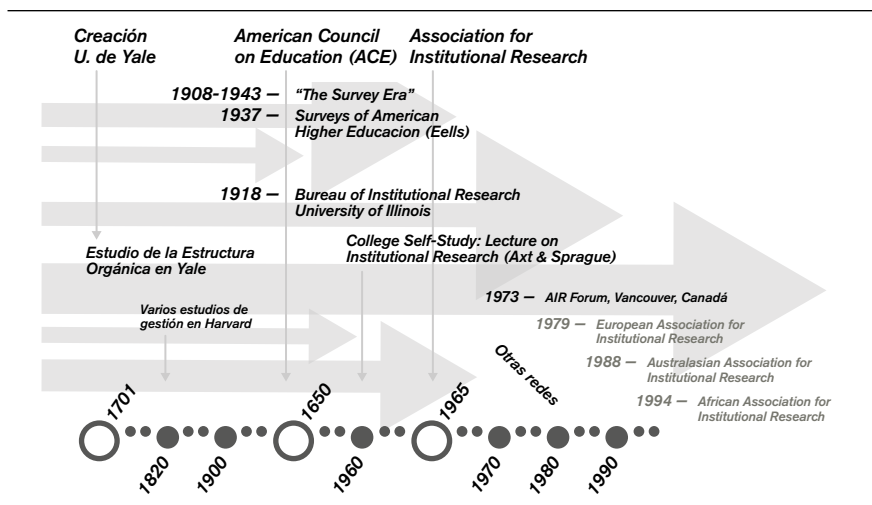 Creación
U. de Yale
American Council
on Education (ACE)
Association for
Institutional Research
1908-1943 – “The Survey Era”
1937 – Surveys of American
Higher Educacion (Eells)
1918 – Bureau of Institutional Research
University of Illinois
College Self-Study: Lecture on
Institutional Research (Axt & Sprague)
Estudio de la Estructura
Orgánica en Yale
1973 – AIR Forum, Vancouver, Canadá
Varios estudios de
gestión en Harvard
1979 – European Association for
Institutional Research
Otras redes
1988 – Australasian Association for
Institutional Research
1994 – African Association for
Institutional Research
1701
1650
1965
1820
1900
1960
1970
1980
1990